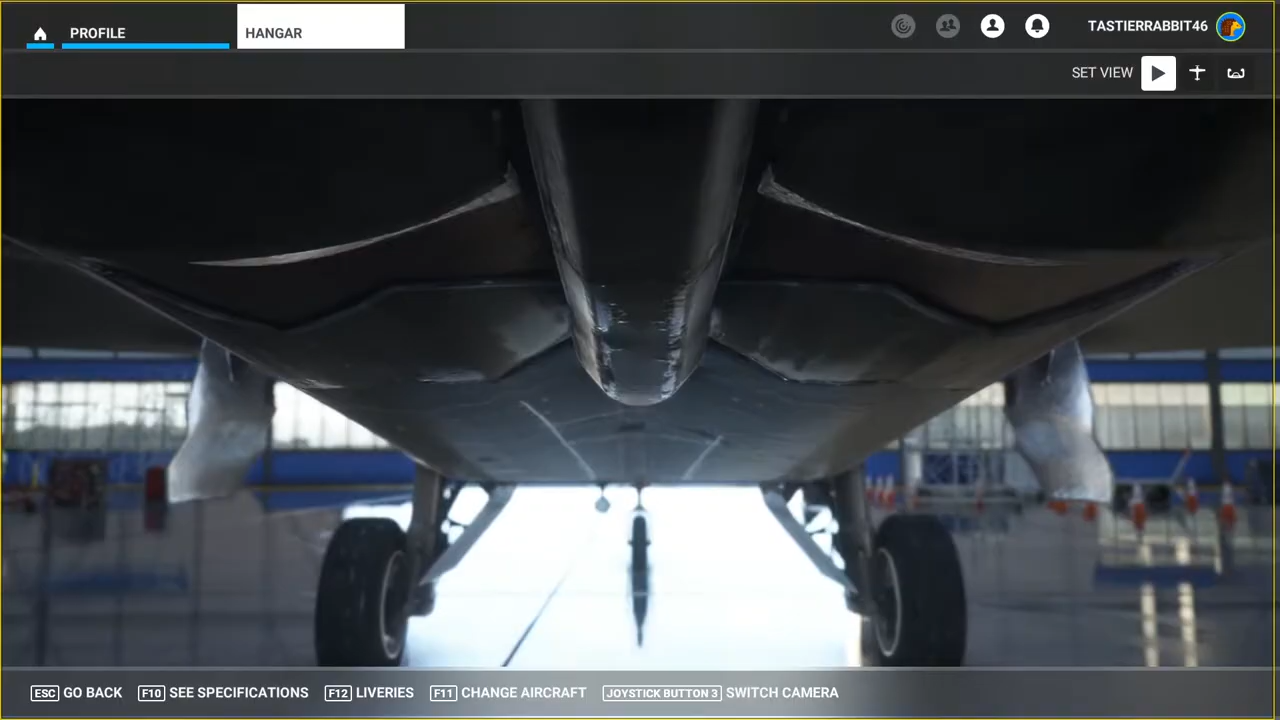 PROFILE
HANGAR
TASTIERRABBIT46
SET VIEW
ESC GO BACK F10 SEE SPECIFICATIONS F12 LIVERIES F11 CHANGE AIRCRAFT JOYSTICK BUTTON 3 SWITCH CAMERA